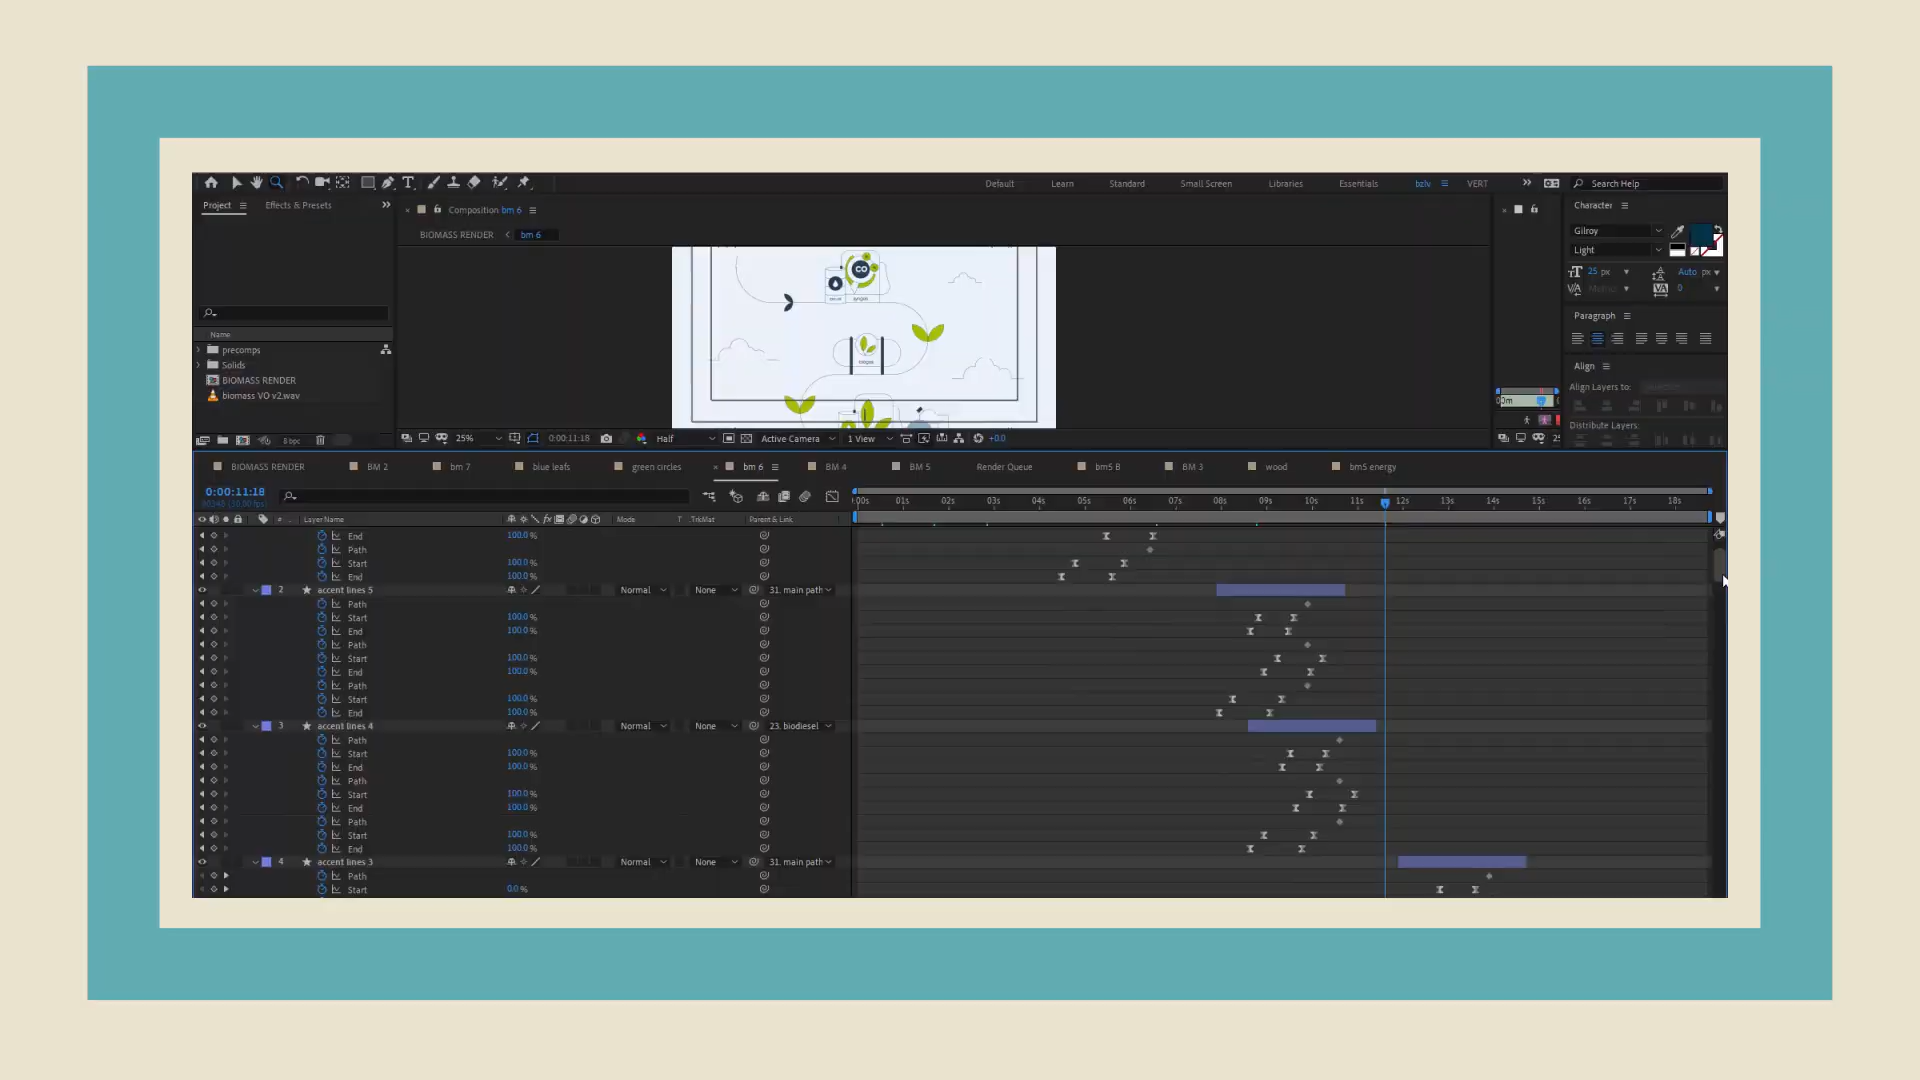 Default Learn Standard Small Screen Libraries Essentials bzlv VERT Search Help
Project Effects & Presets
Composition bm 6
Character
BIOMASS RENDER bm 6
Gilroy
Light
25 px Auto px
0
Paragraph
CO
syngas
biogas
Name
precomps
Solids
BIOMASS RENDER
biomass VO v2.wav
Align
Align Layers to:
Distribute Layers:
8 bpc
25% 0:00:11:18 Half Active Camera 1 View +0.0
BIOMASS RENDER BM 2 bm 7 blue leafs green circles bm 6 BM 4 BM 5 Render Queue bm5 B BM 3 wood bm5 energy
0:00:11:18
:00s 01s 02s 03s 04s 05s 06s 07s 08s 09s 10s 11s 12s 13s 14s 15s 16s 17s 18s
# Layer Name Mode T .TrkMat Parent & Link
End 100.0 %
Path
Start 100.0 %
End 100.0 %
2 accent lines 5 Normal None 31. main path
Path
Start 100.0 %
End 100.0 %
Path
Start 100.0 %
End 100.0 %
Path
Start 100.0 %
End 100.0 %
3 accent lines 4 Normal None 23. biodiesel
Path
Start 100.0 %
End 100.0 %
Path
Start 100.0 %
End 100.0 %
Path
Start 100.0 %
End 100.0 %
4 accent lines 3 Normal None 31. main path
Path
Start 0.0 %